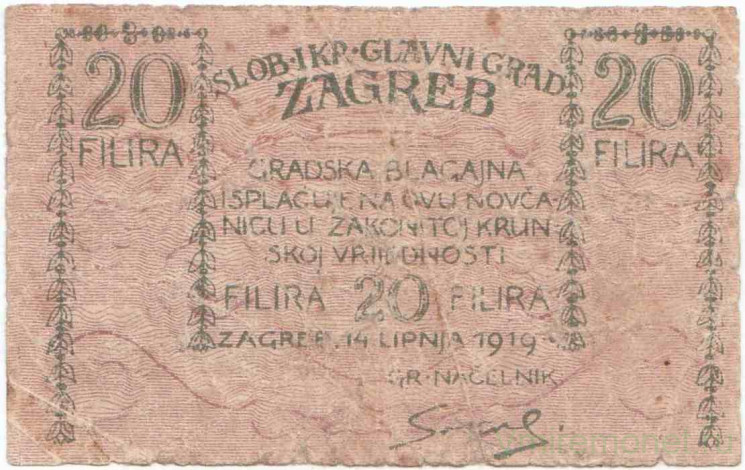 20 FILIRA
SLOB·I KR·GLAVNI GRAD
ZAGREB
20 FILIRA
GRADSKA BLAGAJNA
ISPLAĆUJE NA OVU NOVČA-
NICU U ZAKONITOJ KRUN
SKOJ VRIJEDNOSTI
FILIRA 20 FILIRA
ZAGREB, 14 LIPNJA 1919
GR·NAČELNIK